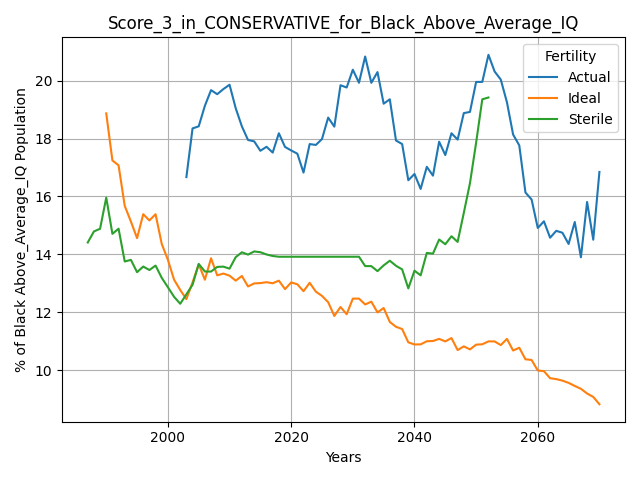 Score_3_in_CONSERVATIVE_for_Black_Above_Average_IQ
Fertility
Actual
Ideal
Sterile
% of Black Above_Average_IQ Population
20
18
16
14
12
10
2000
2020
2040
2060
Years